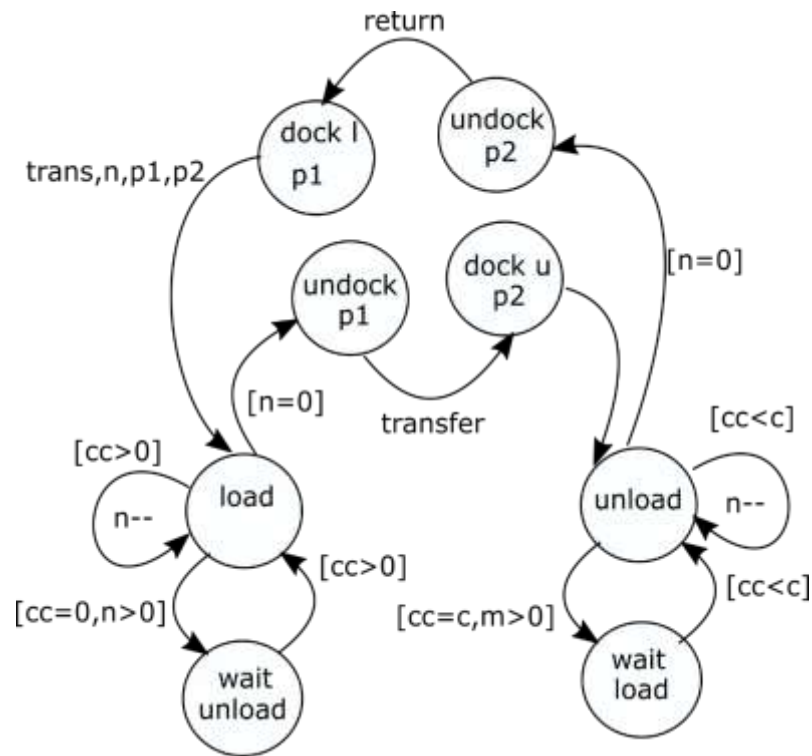 return
dock l
p1
undock
p2
trans,n,p1,p2
undock
p1
dock u
p2
[n=0]
[n=0]
transfer
[cc>0]
n--
load
[cc>0]
[cc=0,n>0]
wait
unload
[cc<c]
unload
n--
[cc<c]
[cc=c,m>0]
wait
load